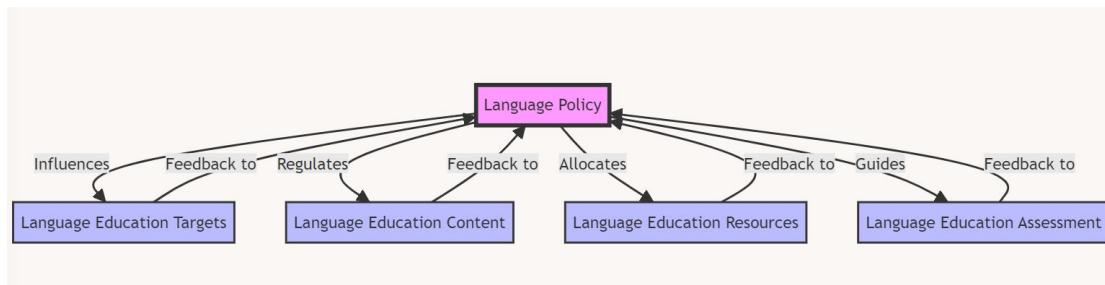 Language Policy
Influences
Feedback to
Regulates
Feedback to
Allocates
Feedback to
Guides
Feedback to
Language Education Targets
Language Education Content
Language Education Resources
Language Education Assessment